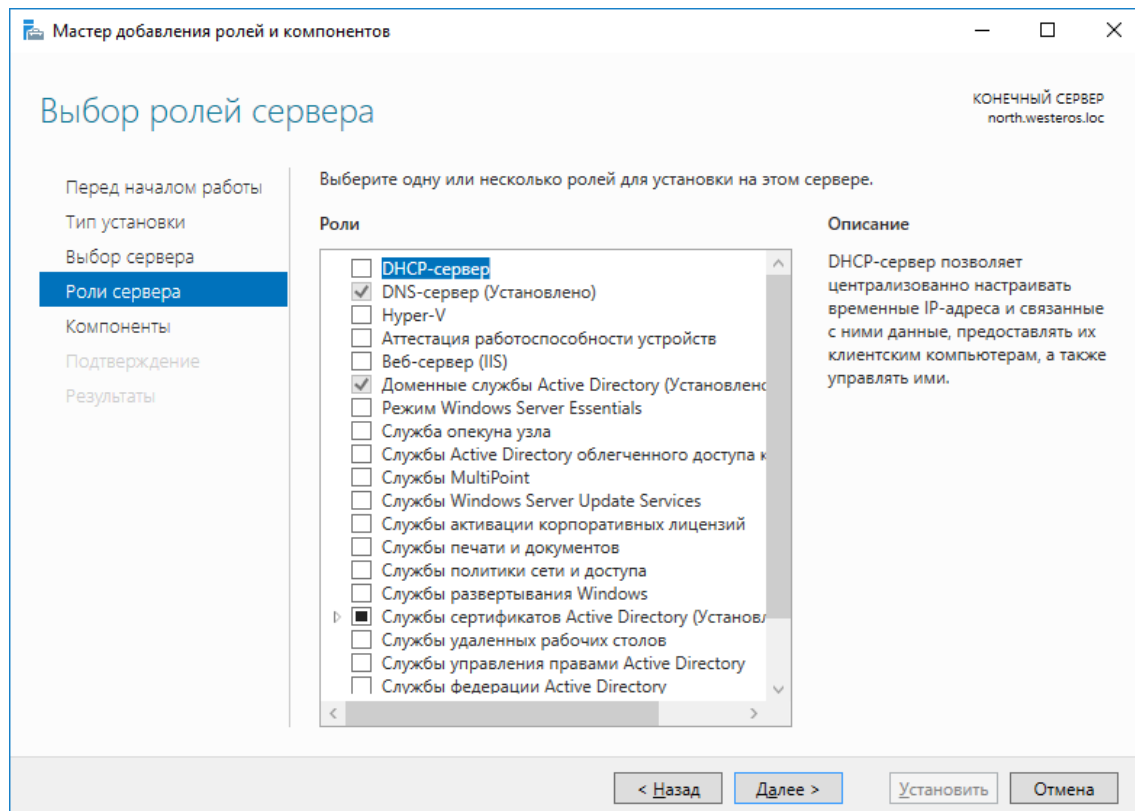 Мастер добавления ролей и компонентов
Выбор ролей сервера
КОНЕЧНЫЙ СЕРВЕР
north.westeros.loc
Перед началом работы
Тип установки
Выбор сервера
Роли сервера
Компоненты
Подтверждение
Результаты
Выберите одну или несколько ролей для установки на этом сервере.
Роли
DHCP-сервер
DNS-сервер (Установлено)
Hyper-V
Аттестация работоспособности устройств
Веб-сервер (IIS)
Доменные службы Active Directory (Установлено
Режим Windows Server Essentials
Служба опекуна узла
Службы Active Directory облегченного доступа к
Службы MultiPoint
Службы Windows Server Update Services
Службы активации корпоративных лицензий
Службы печати и документов
Службы политики сети и доступа
Службы развертывания Windows
Службы сертификатов Active Directory (Установл
Службы удаленных рабочих столов
Службы управления правами Active Directory
Службы федерации Active Directory
Описание
DHCP-сервер позволяет
централизованно настраивать
временные IP-адреса и связанные
с ними данные, предоставлять их
клиентским компьютерам, а также
управлять ими.
< Назад
Далее >
Установить
Отмена